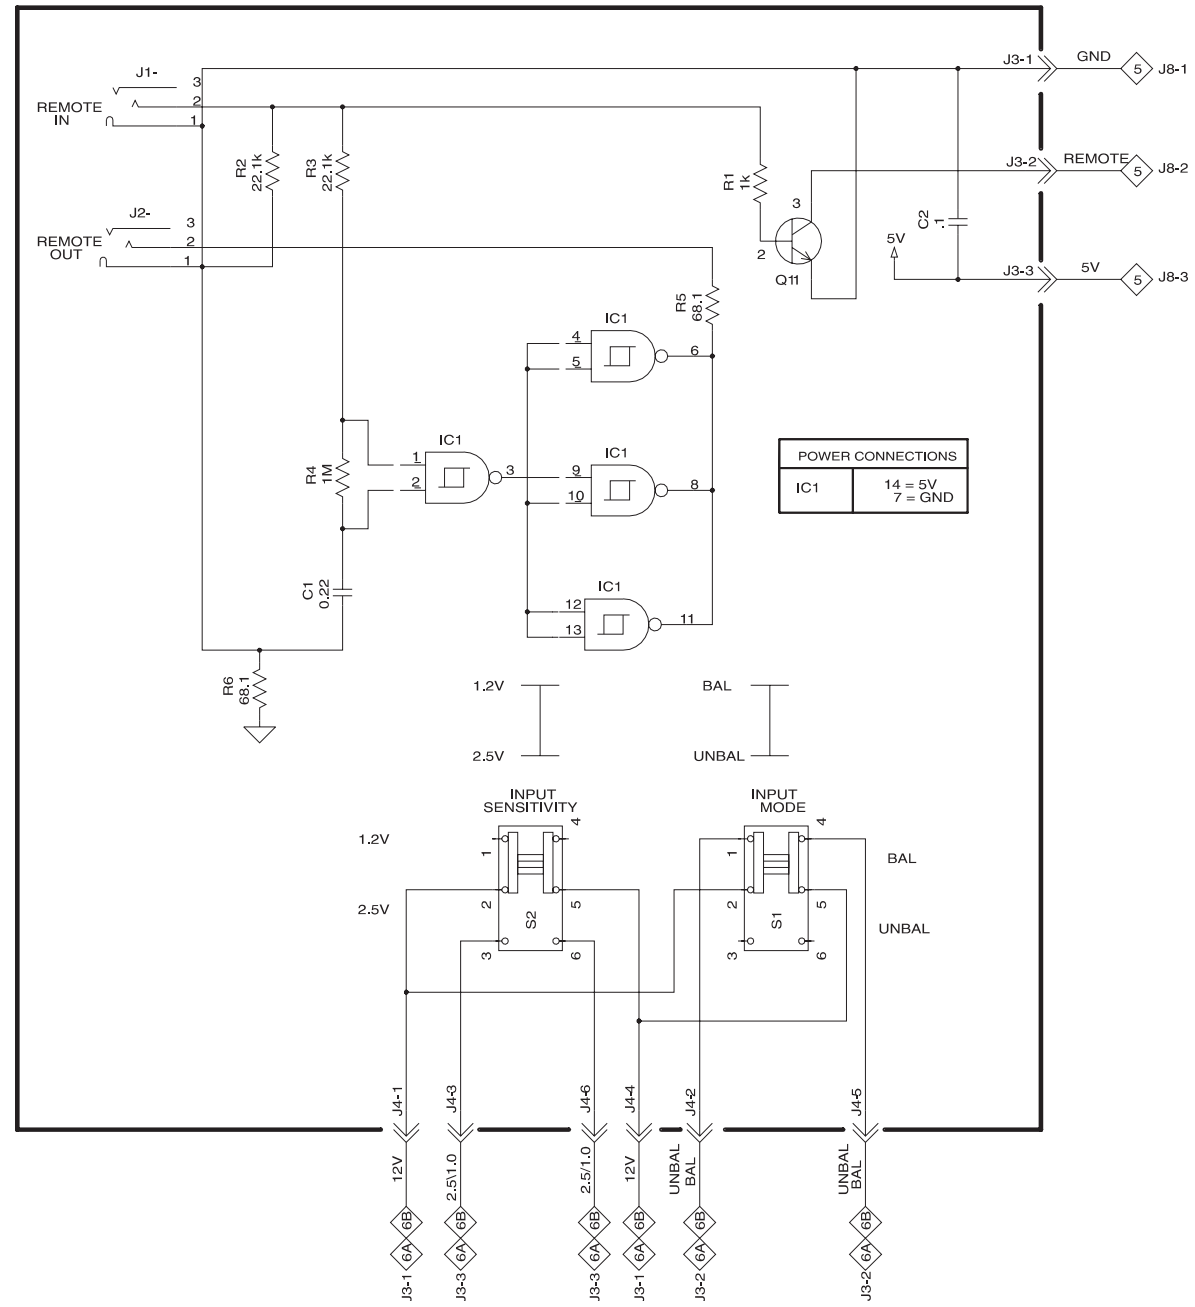 J3-1
GND
5
J8-1
J1-
3
REMOTE
IN
2
1
R2
22.1k
R3
22.1k
R1
1k
J3-2
REMOTE
5
J8-2
3
2
Q11
C2
.1
5V
J3-3
5V
5
J8-3
J2-
3
REMOTE
OUT
2
1
R5
68.1
IC1
4
5
6
IC1
1
2
3
R4
1M
IC1
9
10
8
POWER CONNECTIONS
IC1
14 = 5V
7 = GND
C1
0.22
IC1
12
13
11
R6
68.1
1.2V
2.5V
BAL
UNBAL
INPUT
SENSITIVITY
INPUT
MODE
1.2V
2.5V
1
2
3
4
5
6
S2
1
2
3
4
5
6
S1
BAL
UNBAL
J4-1
J4-3
J4-6
J4-4
J4-2
J4-5
12V
2.5\1.0
2.5/1.0
12V
UNBAL
BAL
UNBAL
BAL
6B
6B
6B
6B
6B
6B
6A
6A
6A
6A
6A
6A
J3-1
J3-3
J3-3
J3-1
J3-2
J3-2